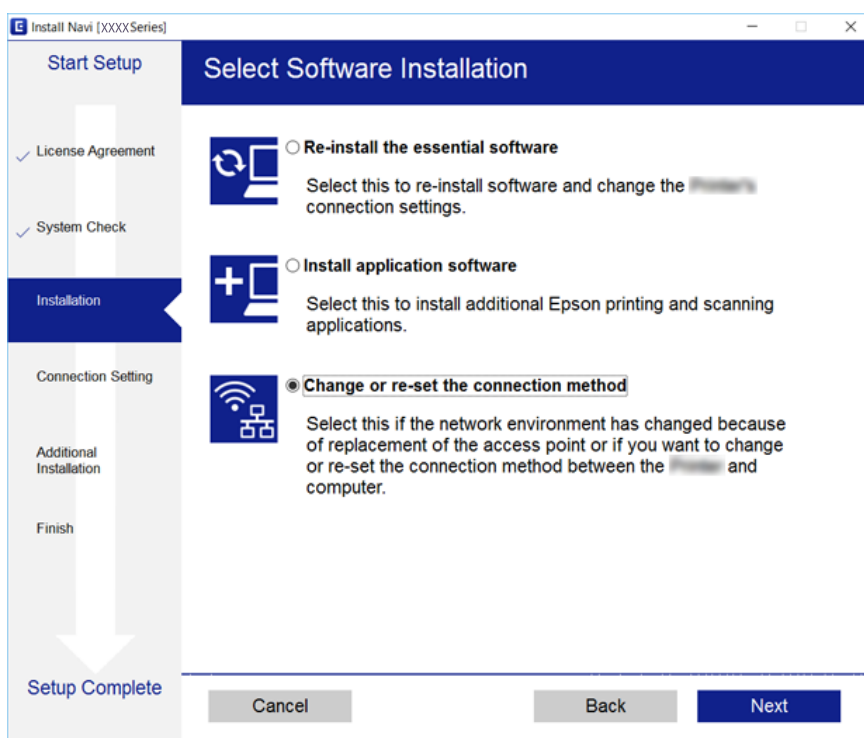 Install Navi [XXXX Series]
Start Setup
License Agreement
System Check
Installation
Connection Setting
Additional
Installation
Finish
Setup Complete
Select Software Installation
Re-install the essential software
Select this to re-install software and change the
connection settings.
Install application software
Select this to install additional Epson printing and scanning
applications.
Change or re-set the connection method
Select this if the network environment has changed because
of replacement of the access point or if you want to change
or re-set the connection method between the and
computer.
Cancel
Back
Next